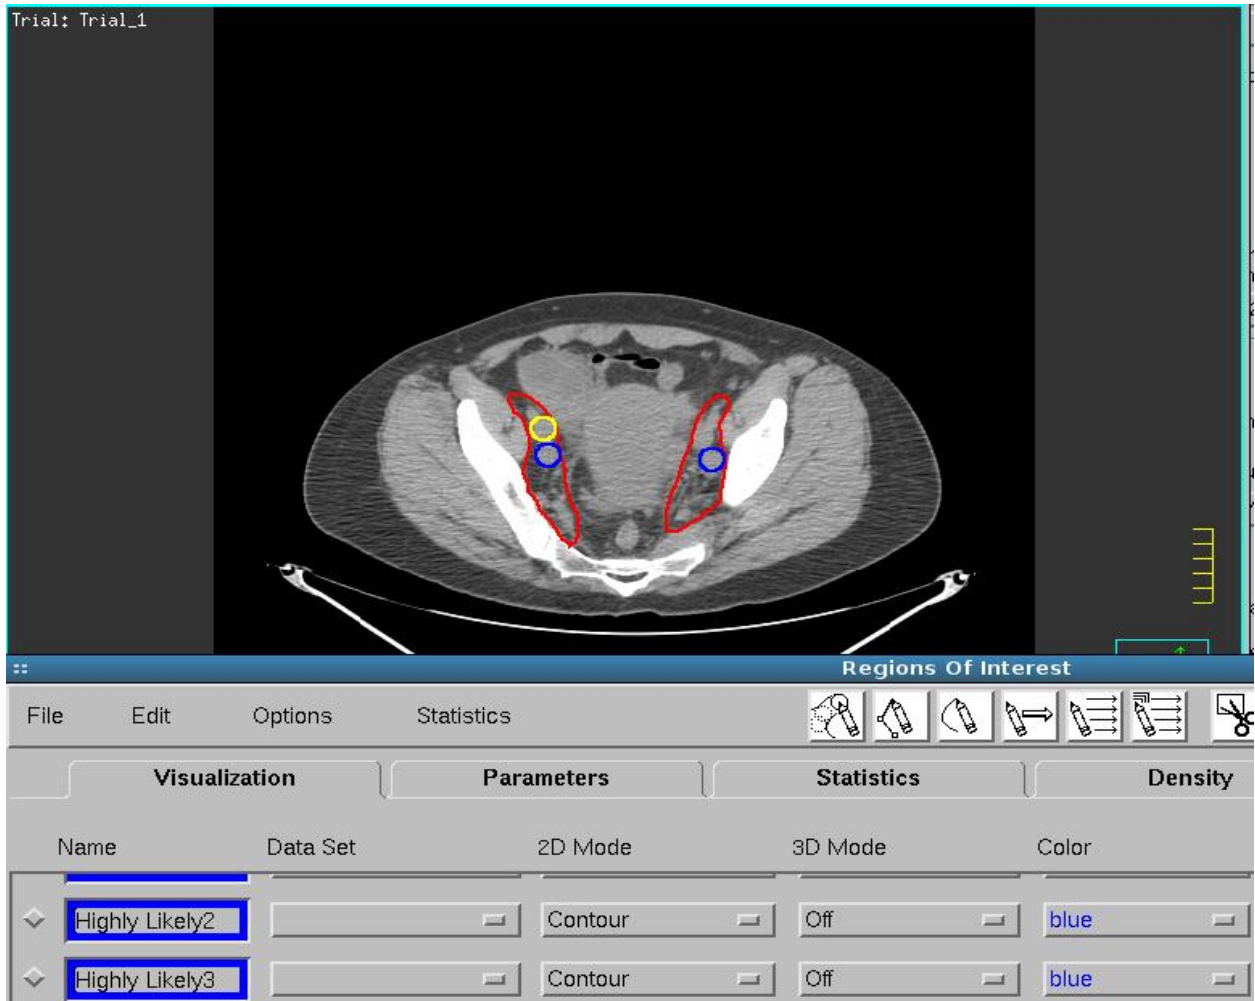 Trial: Trial_1
Regions Of Interest
File Edit Options Statistics
Visualization Parameters Statistics Density
Name Data Set 2D Mode 3D Mode Color
Highly Likely2 Contour Off blue
Highly Likely3 Contour Off blue